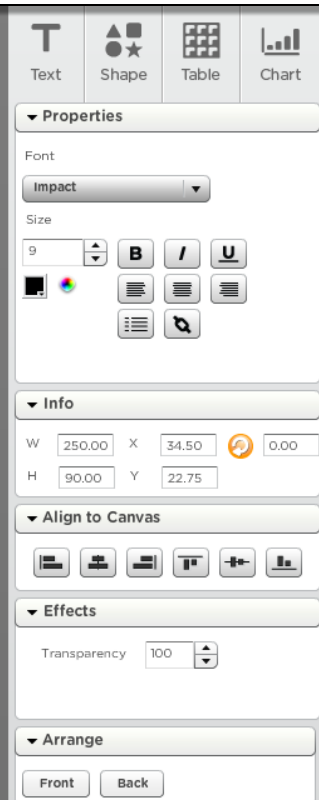 Text Shape Table Chart
Properties
Font
Impact
Size
9
B I U
Info
W 250.00 X 34.50 0.00
H 90.00 Y 22.75
Align to Canvas
Effects
Transparency 100
Arrange
Front Back